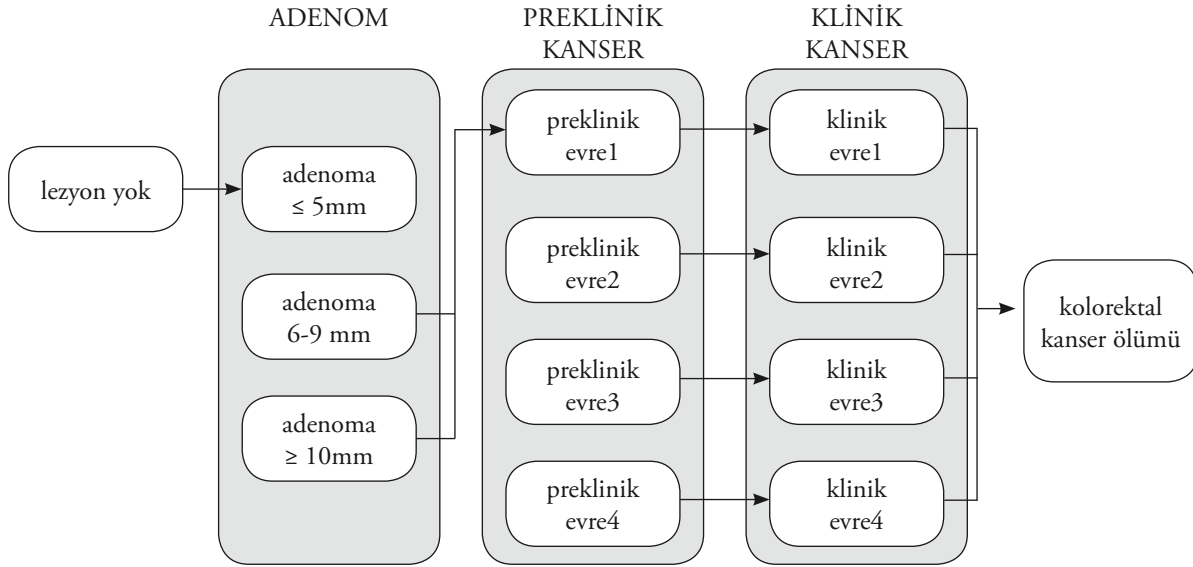 ADENOM
PREKLİNİK
KANSER
KLİNİK
KANSER
lezyon yok
adenoma
≤ 5mm
adenoma
6-9 mm
adenoma
≥ 10mm
preklinik
evre1
preklinik
evre2
preklinik
evre3
preklinik
evre4
klinik
evre1
klinik
evre2
klinik
evre3
klinik
evre4
kolorektal
kanser ölümü